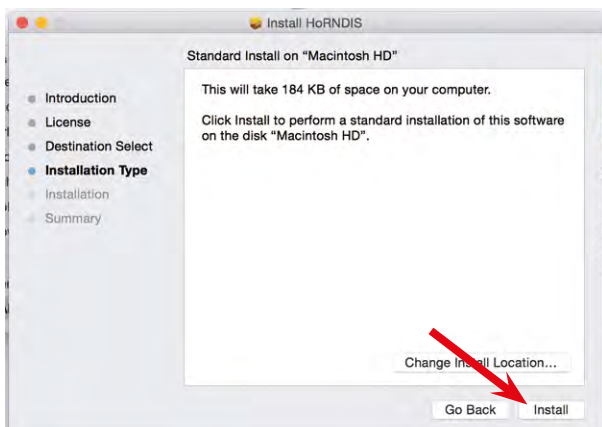 Install HoRNDIS
Standard Install on “Macintosh HD”
Introduction
License
Destination Select
Installation Type
Installation
Summary
This will take 184 KB of space on your computer.
Click Install to perform a standard installation of this software
on the disk “Macintosh HD”.
Change Install Location...
Go Back
Install